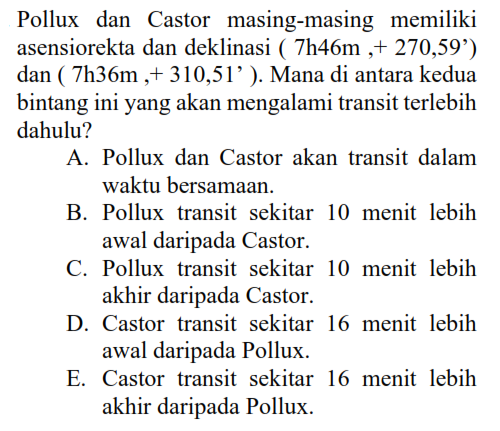 Pollux dan Castor masing-masing memiliki
asensiorekta dan deklinasi ( 7h46m ,+ 270,59’)
dan ( 7h36m ,+ 310,51’ ). Mana di antara kedua
bintang ini yang akan mengalami transit terlebih
dahulu?
A. Pollux dan Castor akan transit dalam
waktu bersamaan.
B. Pollux transit sekitar 10 menit lebih
awal daripada Castor.
C. Pollux transit sekitar 10 menit lebih
akhir daripada Castor.
D. Castor transit sekitar 16 menit lebih
awal daripada Pollux.
E. Castor transit sekitar 16 menit lebih
akhir daripada Pollux.